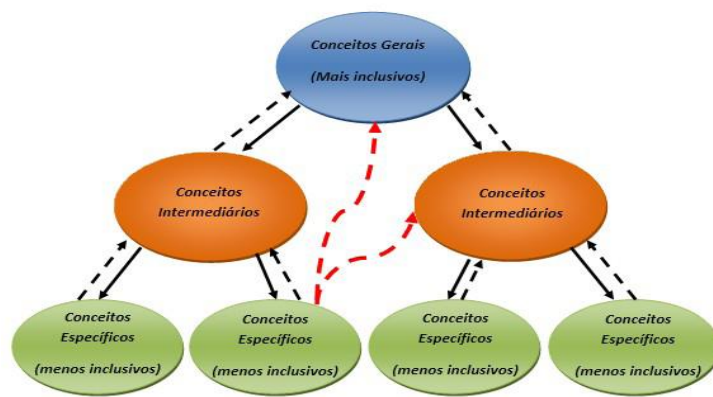 Conceitos Gerais
(Mais inclusivos)
Conceitos
Intermediários
Conceitos
Intermediários
Conceitos
Específicos
(menos inclusivos)
Conceitos
Específicos
(menos inclusivos)
Conceitos
Específicos
(menos inclusivos)
Conceitos
Específicos
(menos inclusivos)